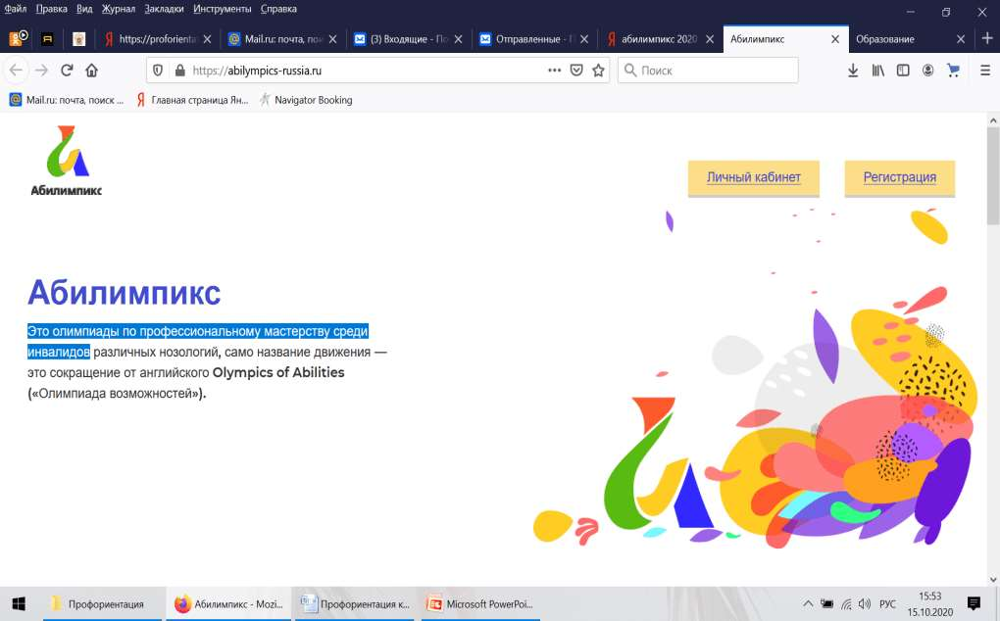 Файл Правка Вид Журнал Закладки Инструменты Справка
https://proforienta
Mail.ru: почта, пои
(3) Входящие - По
Отправленные - П
абилимпикс 2020
Абилимпикс
Образование
https://abilympics-russia.ru
Поиск
Mail.ru: почта, поиск ...
Главная страница Ян...
Navigator Booking
Абилимпикс
Личный кабинет
Регистрация
Абилимпикс
Это олимпиады по профессиональному мастерству среди
инвалидов различных нозологий, само название движения —
это сокращение от английского Olympics of Abilities
(«Олимпиада возможностей»).
Профориентация
Абилимпикс - Mozi...
Профориентация к...
Microsoft PowerPoi...
РУС
15:53
15.10.2020